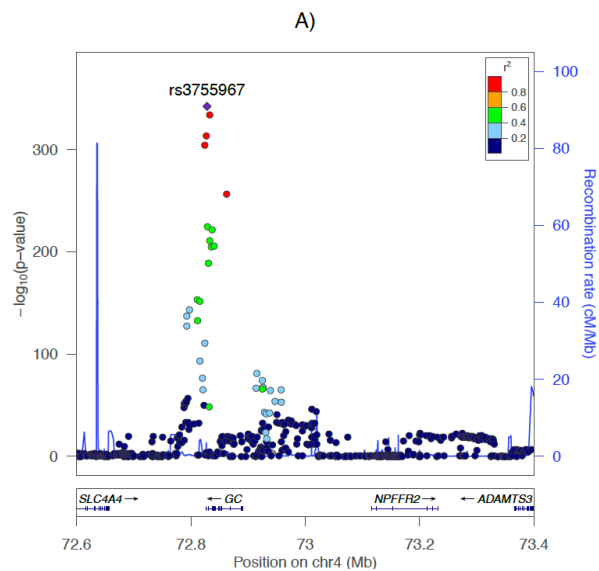 A)
rs3755967
r²
0.8
0.6
0.4
0.2
300
200
100
0
−log₁₀(p−value)
100
80
60
40
20
0
Recombination rate (cM/Mb)
SLC4A4→
←GC
NPFFR2→
←ADAMTS3
72.6
72.8
73
73.2
73.4
Position on chr4 (Mb)